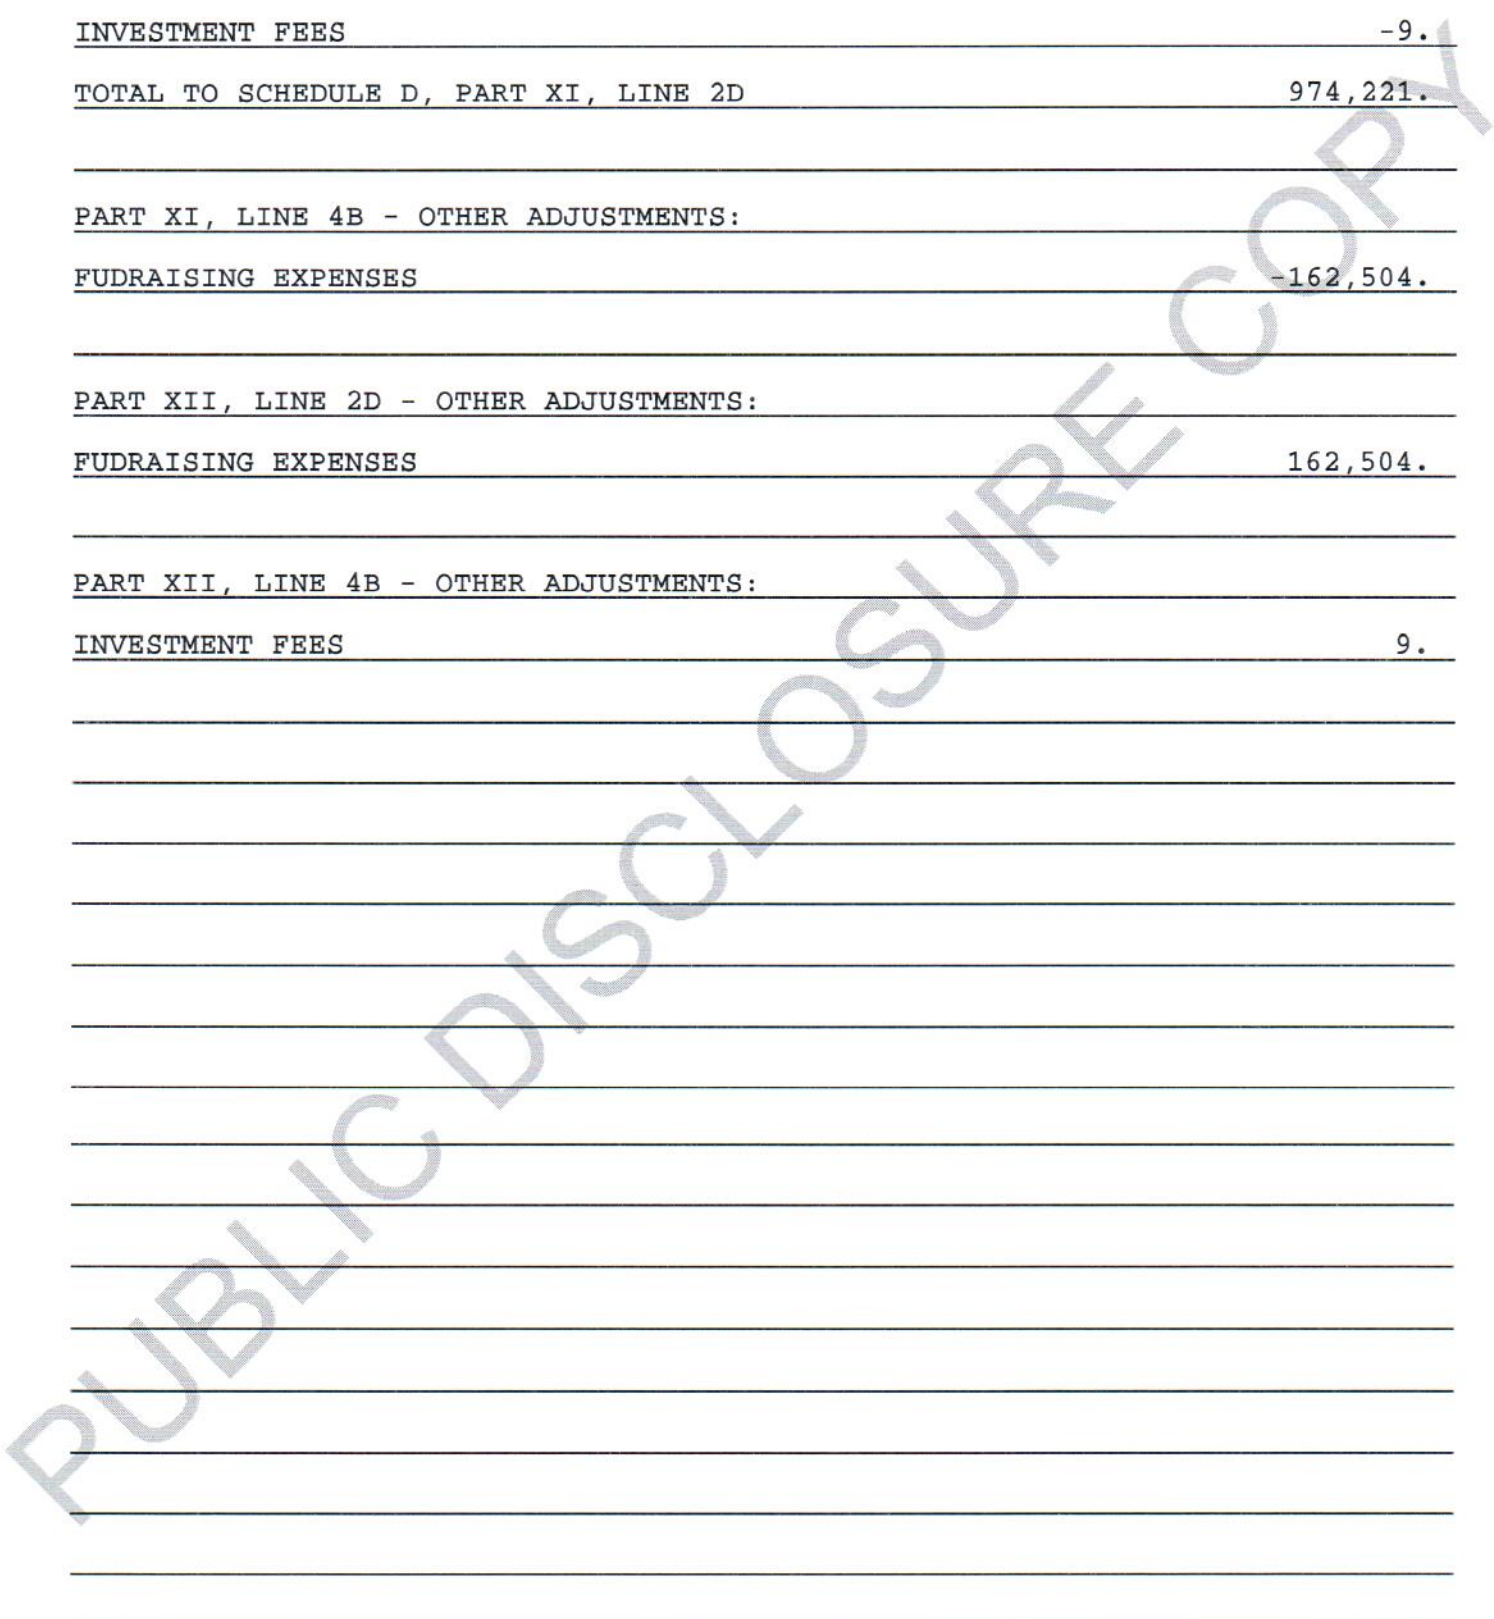 INVESTMENT FEES -9.
TOTAL TO SCHEDULE D, PART XI, LINE 2D 974,221.
PART XI, LINE 4B - OTHER ADJUSTMENTS:
FUDRAISING EXPENSES -162,504.
PART XII, LINE 2D - OTHER ADJUSTMENTS:
FUDRAISING EXPENSES 162,504.
PART XII, LINE 4B - OTHER ADJUSTMENTS:
INVESTMENT FEES 9.
PUBLIC DISCLOSURE COPY